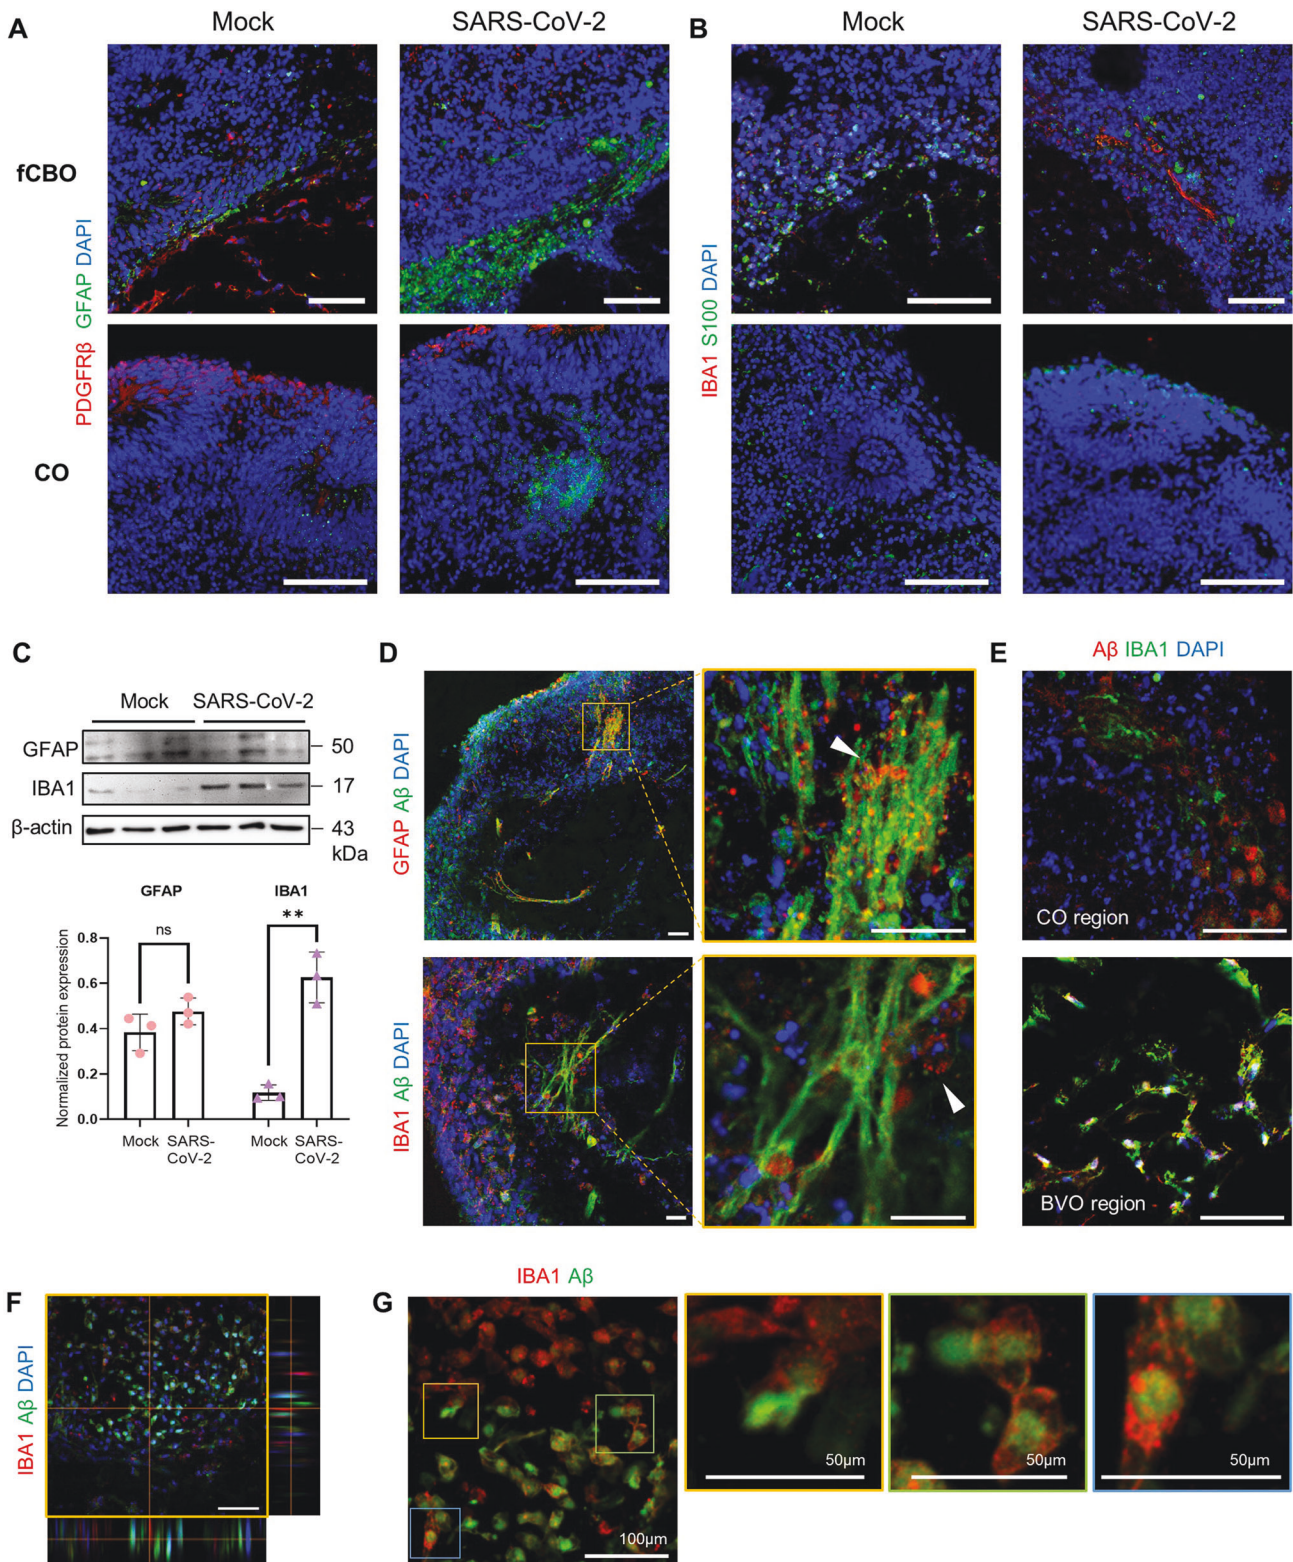 A
Mock
SARS-CoV-2
B
Mock
SARS-CoV-2
fCBO
CO
PDGFRβ GFAP DAPI
IBA1 S100 DAPI
C
Mock
SARS-CoV-2
GFAP
50
IBA1
17
β-actin
43
kDa
GFAP
IBA1
ns
**
Normalized protein expression
0.8
0.6
0.4
0.2
0.0
Mock
SARS-
CoV-2
Mock
SARS-
CoV-2
D
GFAP Aβ DAPI
IBA1 Aβ DAPI
E
Aβ IBA1 DAPI
CO region
BVO region
F
IBA1 Aβ DAPI
G
IBA1 Aβ
100μm
50μm
50μm
50μm